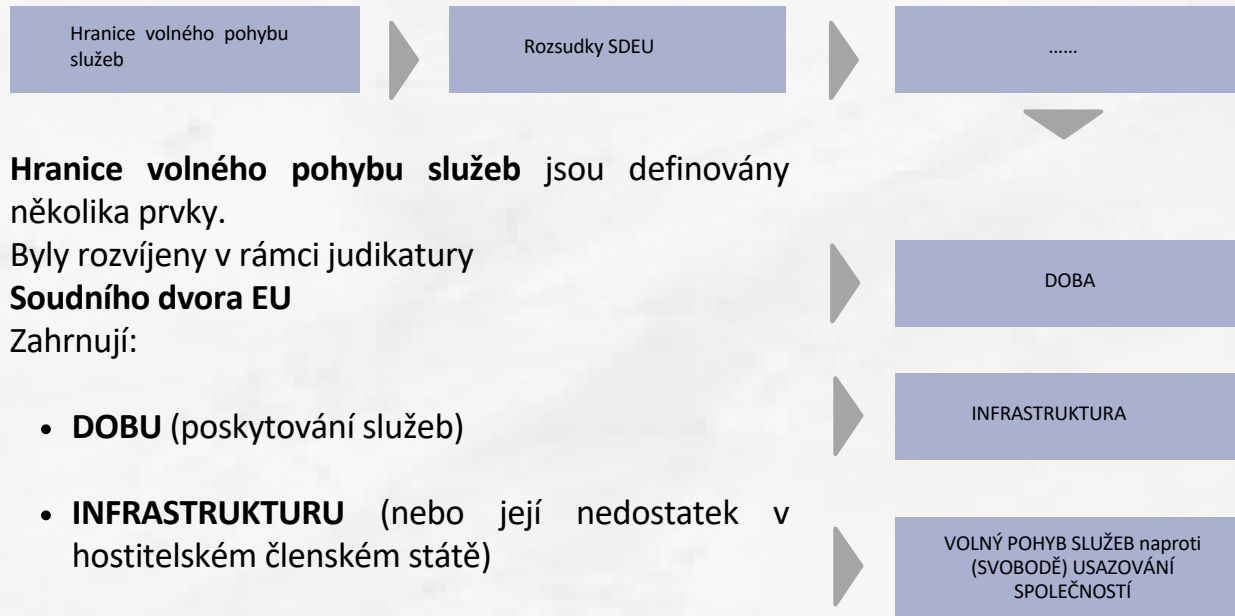 Hranice volného pohybu
služeb
Rozsudky SDEU
......
Hranice volného pohybu služeb jsou definovány
několika prvky.
Byly rozvíjeny v rámci judikatury
Soudního dvora EU
Zahrnují:
• DOBU (poskytování služeb)
• INFRASTRUKTURU (nebo její nedostatek v
hostitelském členském státě)
DOBA
INFRASTRUKTURA
VOLNÝ POHYB SLUŽEB naproti
(SVOBODĚ) USAZOVÁNÍ
SPOLEČNOSTÍ